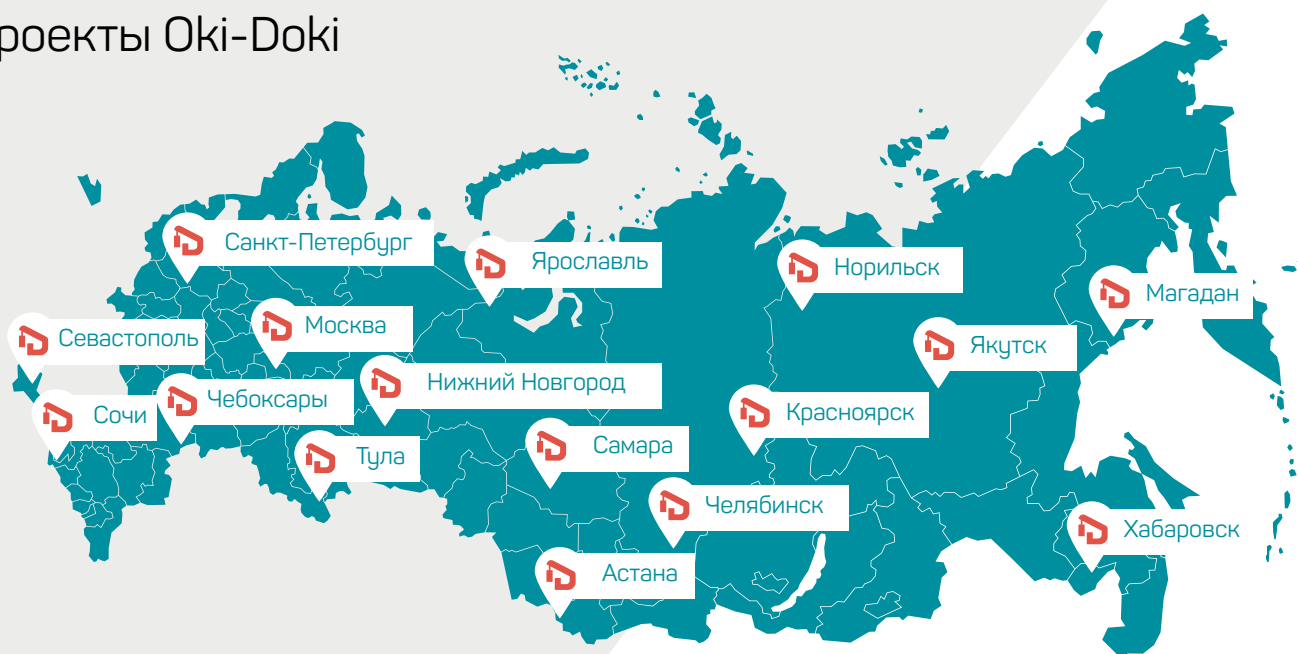 роекты Oki-Doki
Санкт-Петербург
Ярославль
Норильск
Магадан
Севастополь
Москва
Якутск
Нижний Новгород
Чебоксары
Сочи
Красноярск
Самара
Тула
Челябинск
Хабаровск
Астана